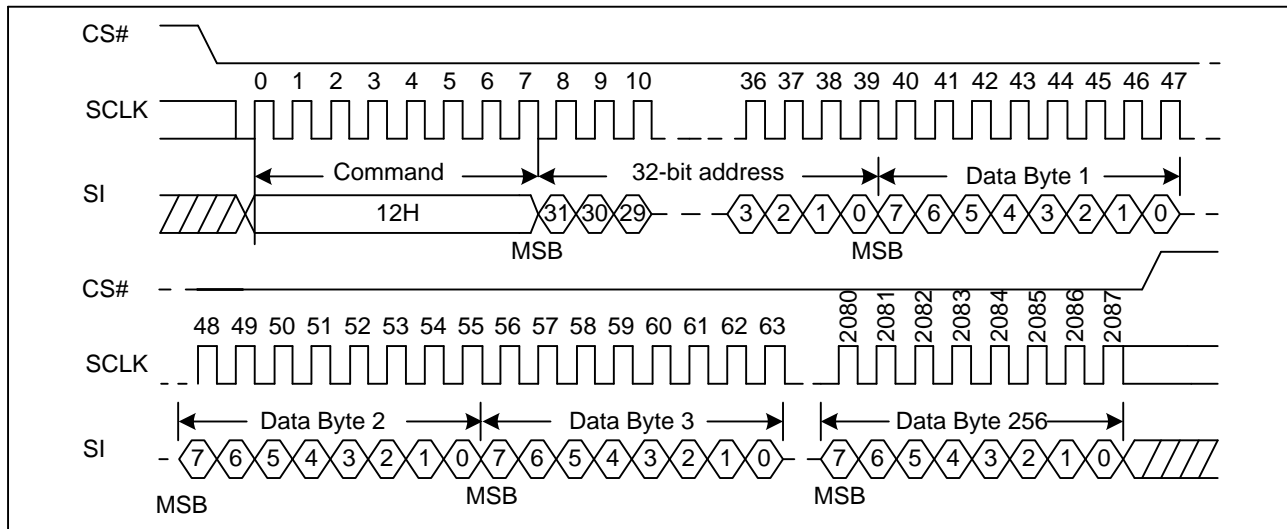 CS#
0 1 2 3 4 5 6 7 8 9 10 36 37 38 39 40 41 42 43 44 45 46 47
SCLK
Command 32-bit address Data Byte 1
SI
12H 31 30 29 3 2 1 0 7 6 5 4 3 2 1 0
MSB MSB
CS#
48 49 50 51 52 53 54 55 56 57 58 59 60 61 62 63 2080 2081 2082 2083 2084 2085 2086 2087
SCLK
Data Byte 2 Data Byte 3 Data Byte 256
SI
7 6 5 4 3 2 1 0 7 6 5 4 3 2 1 0 7 6 5 4 3 2 1 0
MSB MSB MSB